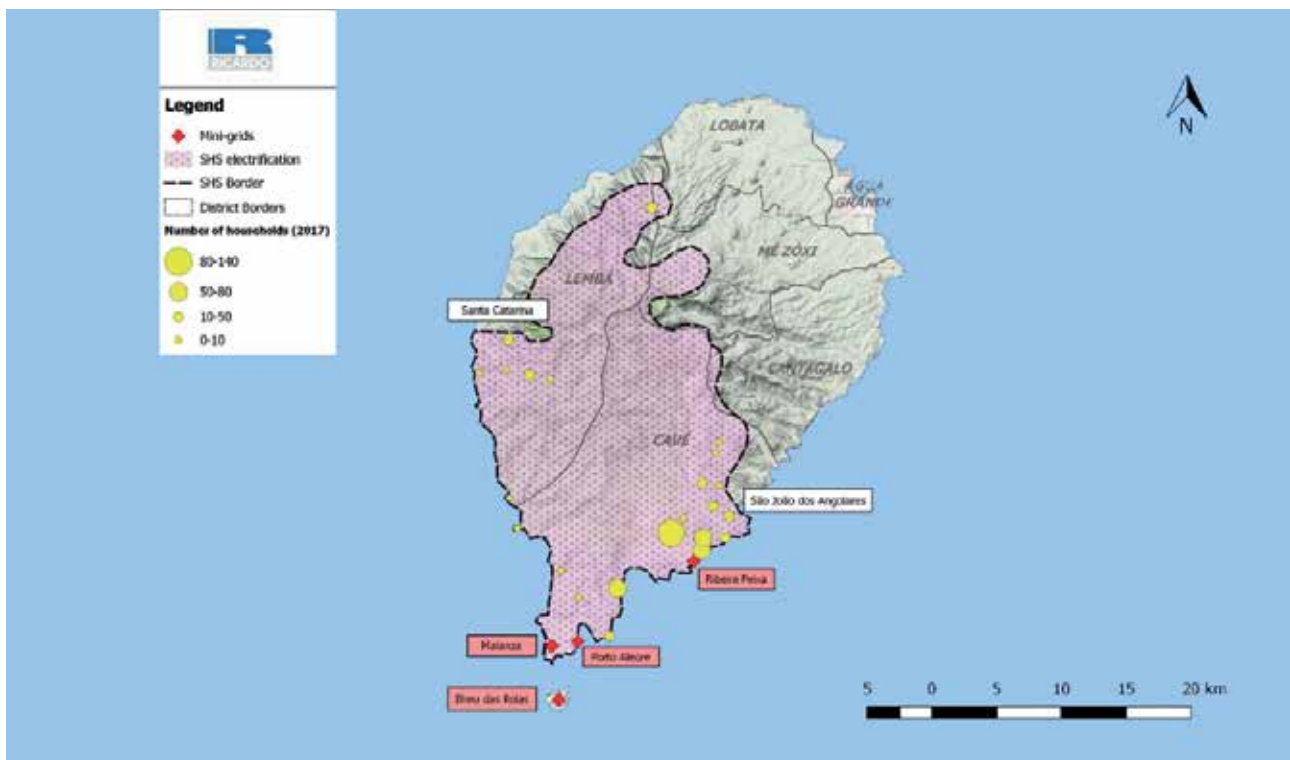 R
RICARDO
Legend
Mini-grids
SHS electrification
SHS Border
District Borders
Number of households (2017)
80-140
50-80
10-50
0-10
N
LOBATA
ÁGUA
GRANDE
MÉ ZÓXI
LEMBÁ
Santa Catarina
CANTAGALO
CAUÉ
São João dos Angolares
Ribeira Peixa
Malanza
Porto Alegre
Ilheu das Rolas
5 0 5 10 15 20 km